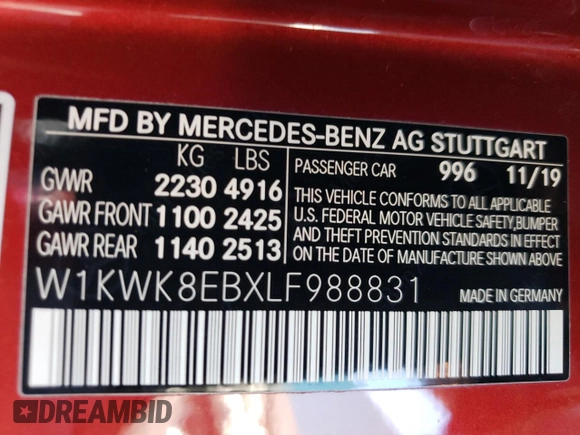 MFD BY MERCEDES-BENZ AG STUTTGART
KG LBS
GVWR 2230 4916
GAWR FRONT 1100 2425
GAWR REAR 1140 2513
PASSENGER CAR 996 11/19
THIS VEHICLE CONFORMS TO ALL APPLICABLE
U.S. FEDERAL MOTOR VEHICLE SAFETY,BUMPER
AND THEFT PREVENTION STANDARDS IN EFFECT
ON THE DATE OF MANUFACTURE SHOWN ABOVE
W1KWK8EBXLF988831
MADE IN GERMANY
DREAMBID